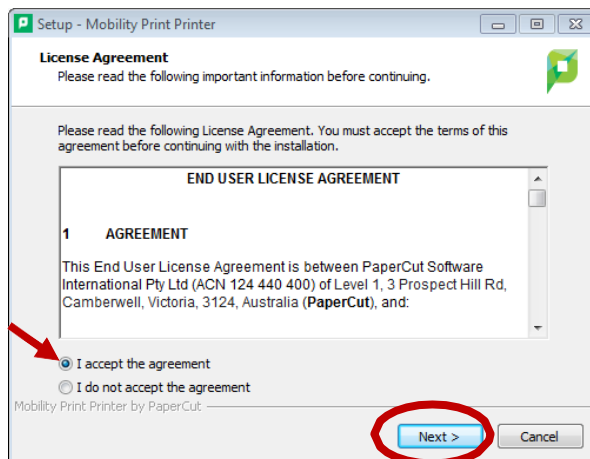 Setup - Mobility Print Printer
License Agreement
Please read the following important information before continuing.
Please read the following License Agreement. You must accept the terms of this
agreement before continuing with the installation.
END USER LICENSE AGREEMENT
1 AGREEMENT
This End User License Agreement is between PaperCut Software
International Pty Ltd (ACN 124 440 400) of Level 1, 3 Prospect Hill Rd,
Camberwell, Victoria, 3124, Australia (PaperCut), and:
I accept the agreement
I do not accept the agreement
Mobility Print Printer by PaperCut
Next >
Cancel